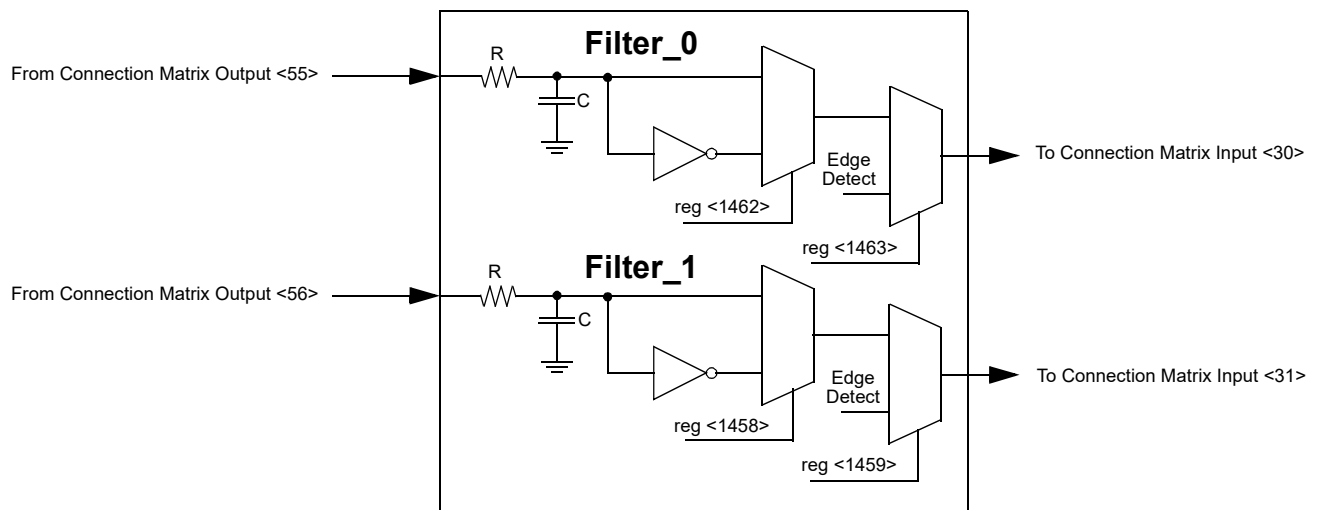 Filter_0
R
From Connection Matrix Output <55>
C
To Connection Matrix Input <30>
Edge
Detect
reg <1462>
reg <1463>
Filter_1
R
From Connection Matrix Output <56>
C
To Connection Matrix Input <31>
Edge
Detect
reg <1458>
reg <1459>